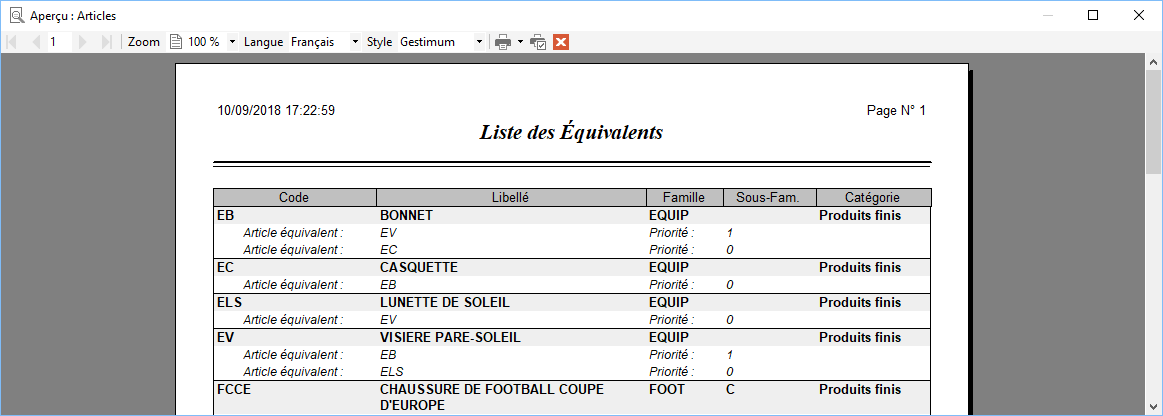 Aperçu : Articles
1 Zoom 100 % Langue Français Style Gestimum
10/09/2018 17:22:59 Page N° 1
Liste des Équivalents
Code Libellé Famille Sous-Fam. Catégorie
EB BONNET EQUIP Produits finis
Article équivalent : EV Priorité : 1
Article équivalent : EC Priorité : 0
EC CASQUETTE EQUIP Produits finis
Article équivalent : EB Priorité : 0
ELS LUNETTE DE SOLEIL EQUIP Produits finis
Article équivalent : EV Priorité : 0
EV VISIERE PARE-SOLEIL EQUIP Produits finis
Article équivalent : EB Priorité : 1
Article équivalent : ELS Priorité : 0
FCCE CHAUSSURE DE FOOTBALL COUPE FOOT C Produits finis
D'EUROPE